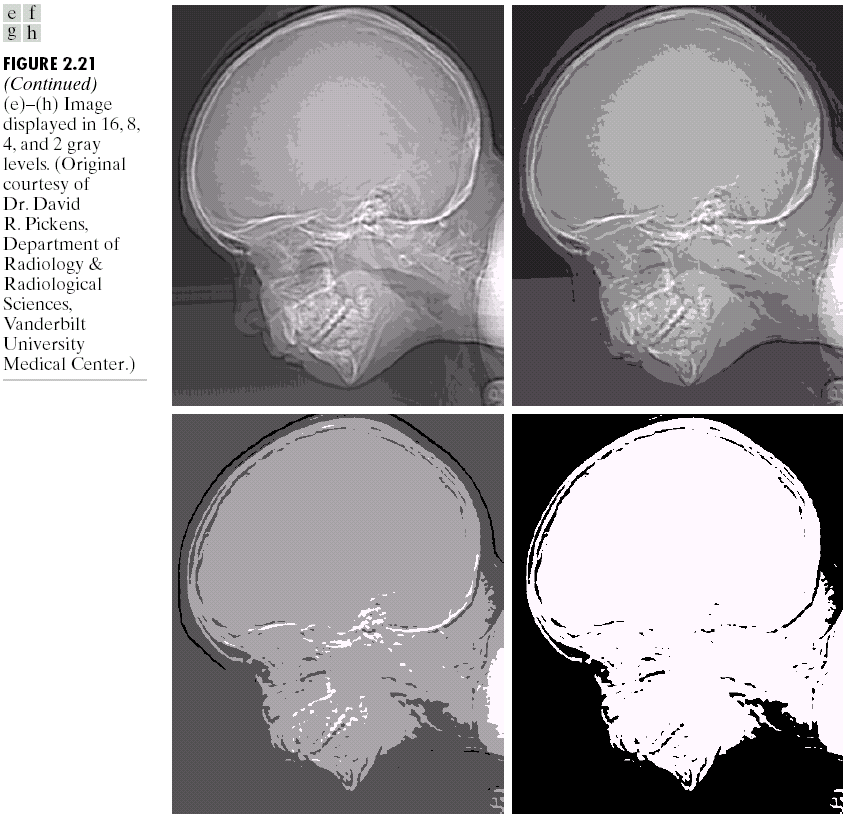 e f
g h
FIGURE 2.21
(Continued)
(e)–(h) Image
displayed in 16, 8,
4, and 2 gray
levels. (Original
courtesy of
Dr. David
R. Pickens,
Department of
Radiology &
Radiological
Sciences,
Vanderbilt
University
Medical Center.)